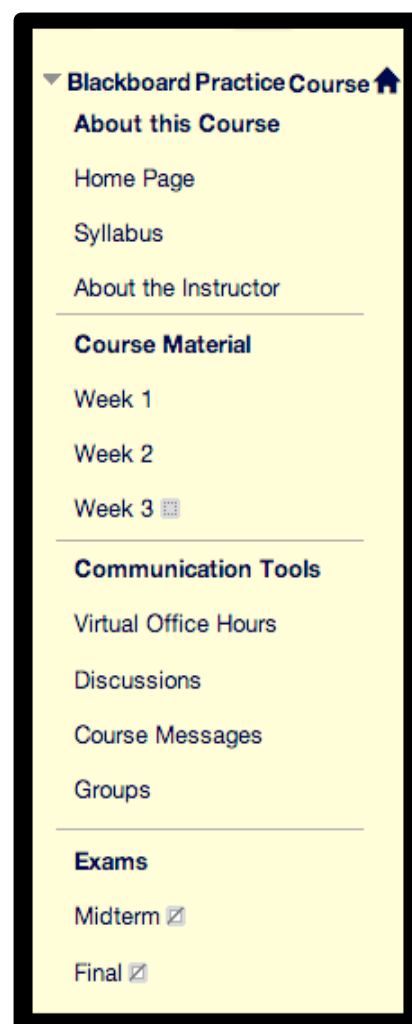 Blackboard Practice Course
About this Course
Home Page
Syllabus
About the Instructor
Course Material
Week 1
Week 2
Week 3
Communication Tools
Virtual Office Hours
Discussions
Course Messages
Groups
Exams
Midterm
Final